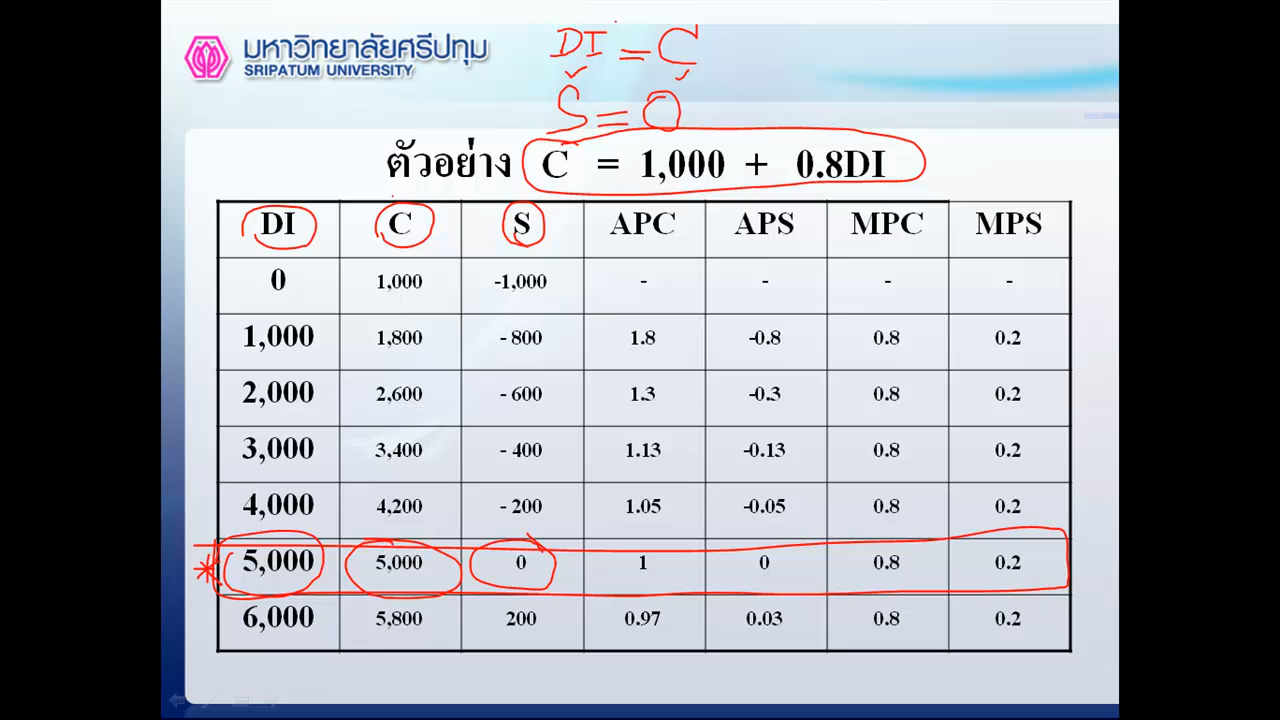 มหาวิทยาลัยศรีปทุม
SRIPATUM UNIVERSITY
DI = C
S = 0
ตัวอย่าง C = 1,000 + 0.8DI
DI C S APC APS MPC MPS
0 1,000 -1,000 - - - -
1,000 1,800 - 800 1.8 -0.8 0.8 0.2
2,000 2,600 - 600 1.3 -0.3 0.8 0.2
3,000 3,400 - 400 1.13 -0.13 0.8 0.2
4,000 4,200 - 200 1.05 -0.05 0.8 0.2
* 5,000 5,000 0 1 0 0.8 0.2
6,000 5,800 200 0.97 0.03 0.8 0.2